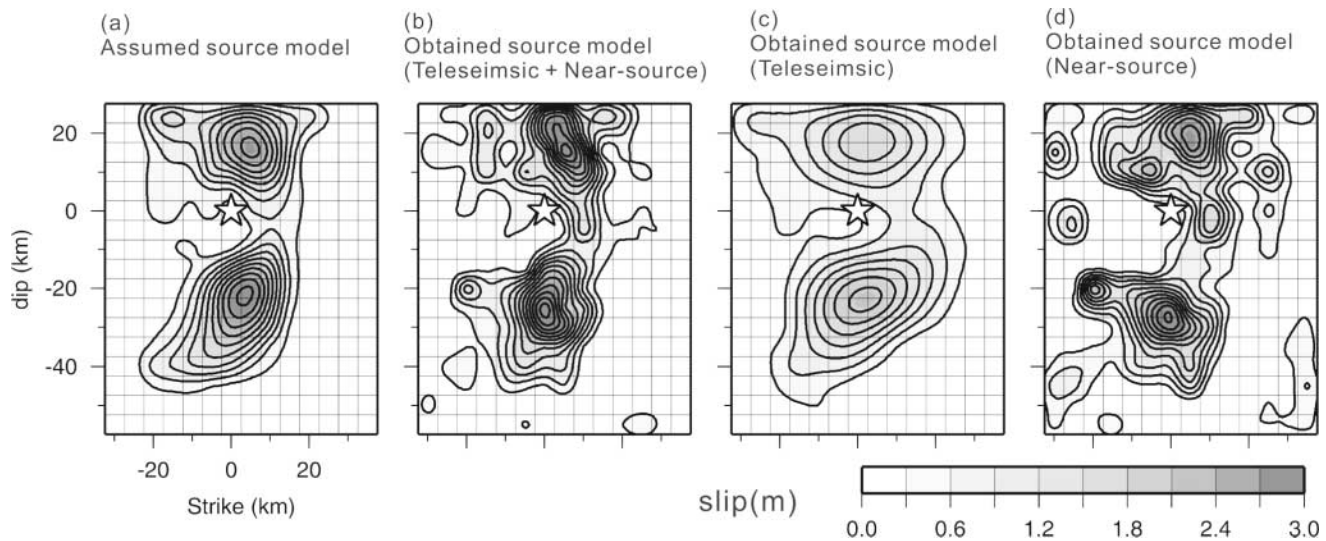 (a)
Assumed source model
(b)
Obtained source model
(Teleseimsic + Near-source)
(c)
Obtained source model
(Teleseimsic)
(d)
Obtained source model
(Near-source)
20
0
-20
-40
dip (km)
-20 0 20
Strike (km)
slip(m)
0.0 0.6 1.2 1.8 2.4 3.0